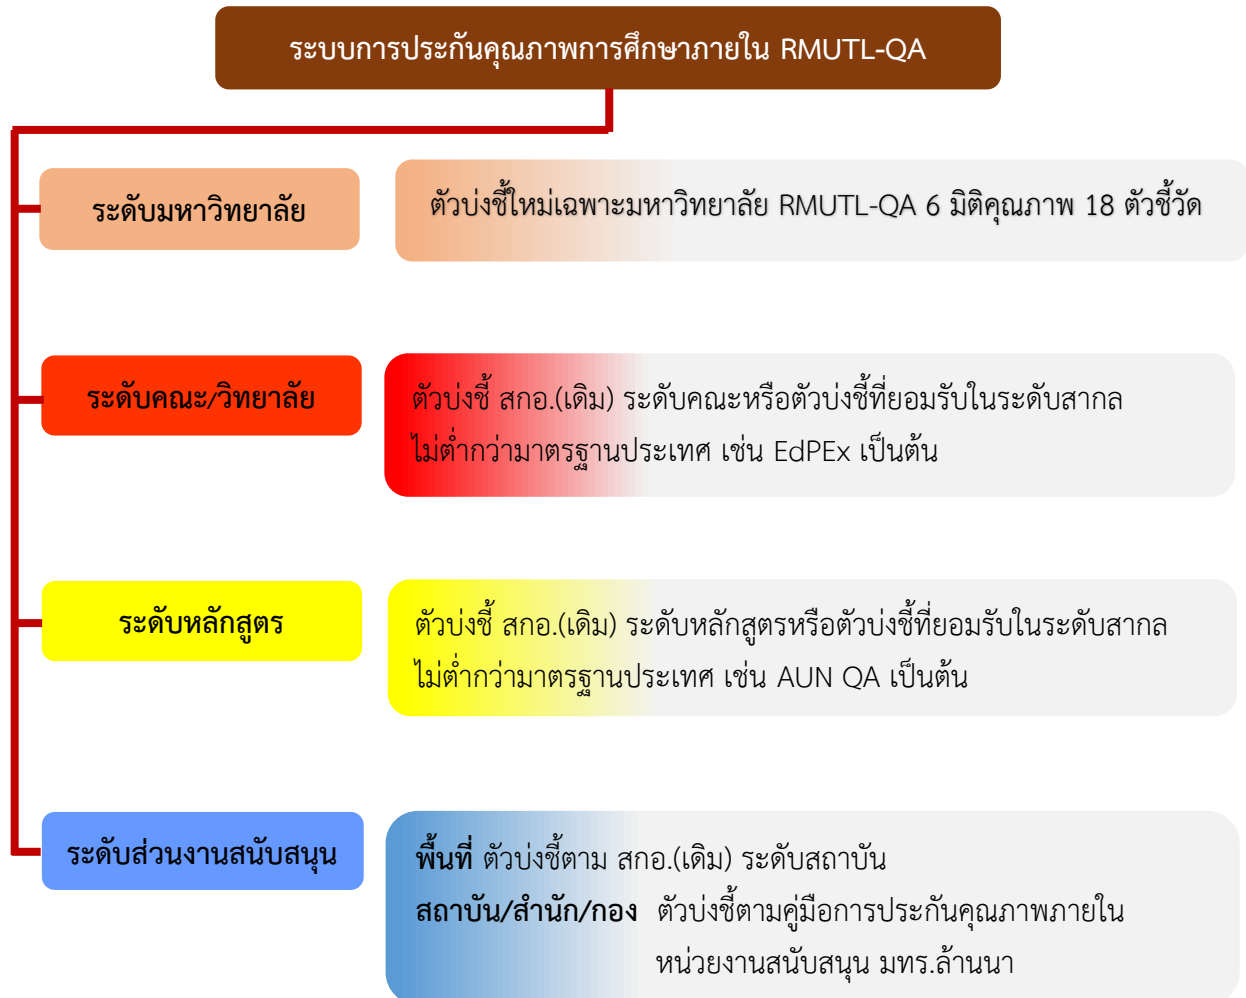 ระบบการประกันคุณภาพการศึกษาภายใน RMUTL-QA
ระดับมหาวิทยาลัย
ตัวบ่งชี้ใหม่เฉพาะมหาวิทยาลัย RMUTL-QA 6 มิติคุณภาพ 18 ตัวชี้วัด
ระดับคณะ/วิทยาลัย
ตัวบ่งชี้ สกอ.(เดิม) ระดับคณะหรือตัวบ่งชี้ที่ยอมรับในระดับสากล
ไม่ต่ำกว่ามาตรฐานประเทศ เช่น EdPEx เป็นต้น
ระดับหลักสูตร
ตัวบ่งชี้ สกอ.(เดิม) ระดับหลักสูตรหรือตัวบ่งชี้ที่ยอมรับในระดับสากล
ไม่ต่ำกว่ามาตรฐานประเทศ เช่น AUN QA เป็นต้น
ระดับส่วนงานสนับสนุน
พื้นที่ ตัวบ่งชี้ตาม สกอ.(เดิม) ระดับสถาบัน
สถาบัน/สำนัก/กอง ตัวบ่งชี้ตามคู่มือการประกันคุณภาพภายใน
หน่วยงานสนับสนุน มทร.ล้านนา